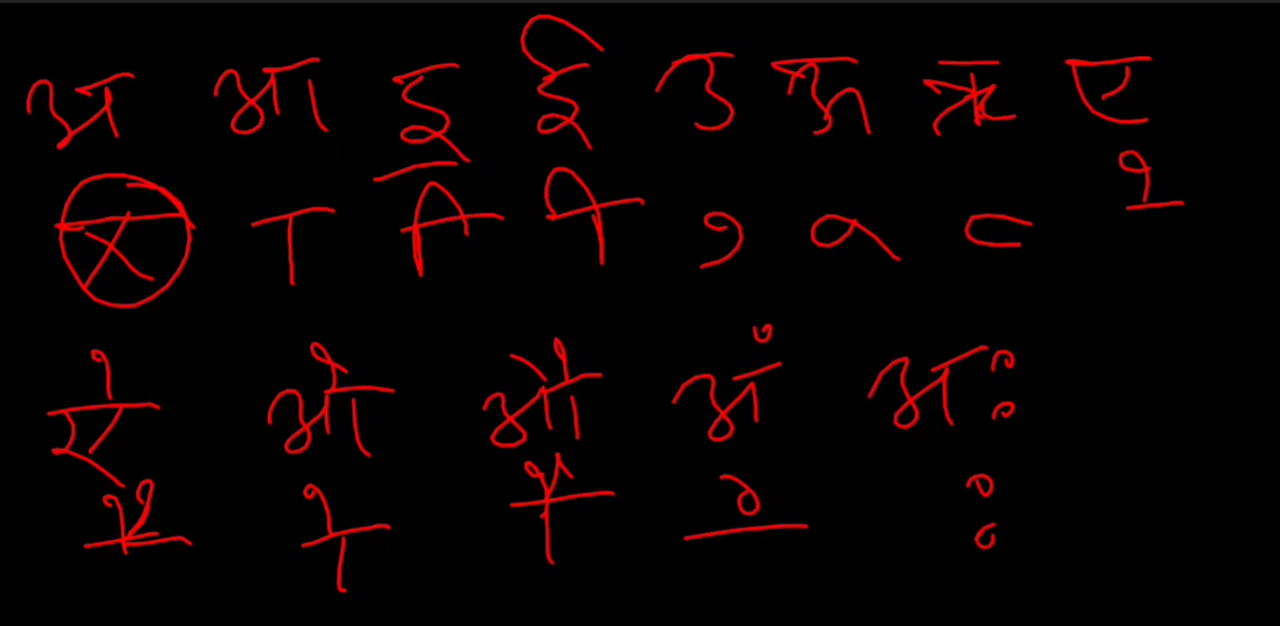 अ आ इ ई उ ऊ ऋ ए
ा ि ी ु ू ृ े
ऐ ओ औ अं अः
ै ो ौ ं ः